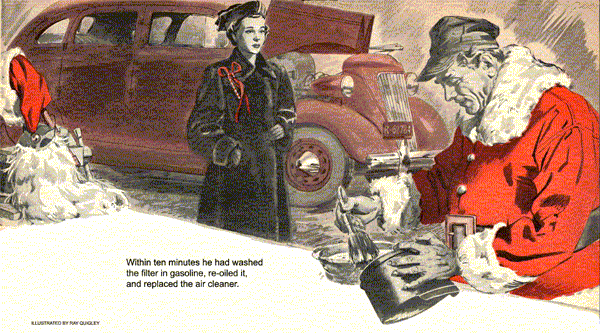 Within ten minutes he had washed
the filter in gasoline, re-oiled it,
and replaced the air cleaner.
ILLUSTRATED BY RAY QUIGLEY